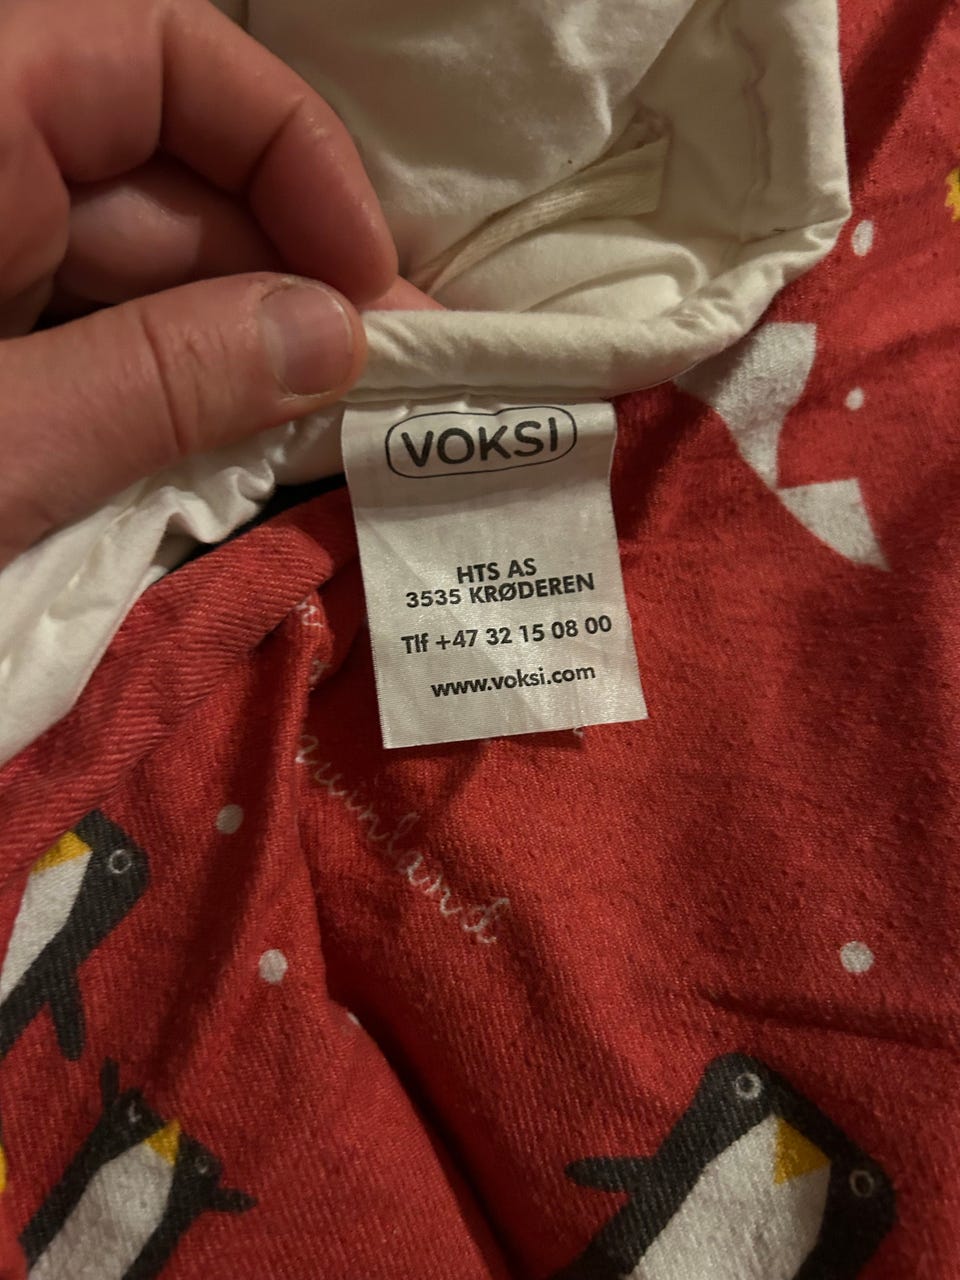 VOKSI
HTS AS
3535 KRØDEREN
Tlf +47 32 15 08 00
www.voksi.com